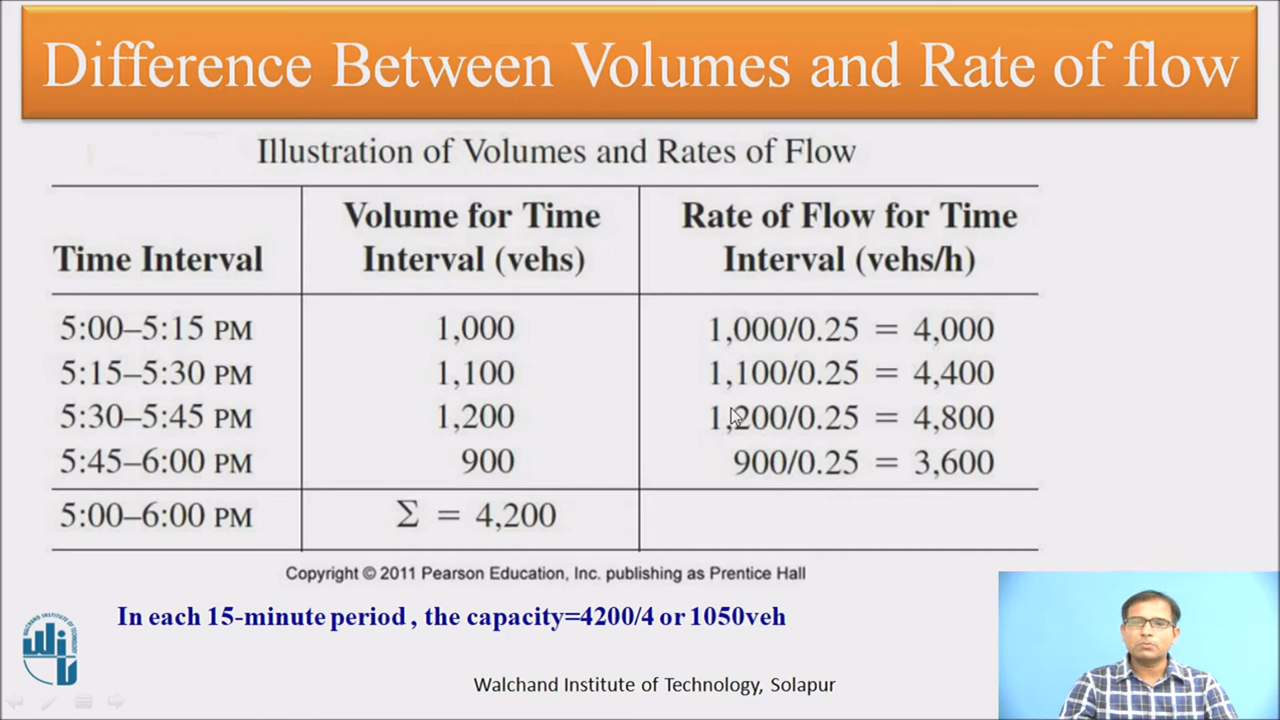 Difference Between Volumes and Rate of flow
Illustration of Volumes and Rates of Flow
Time Interval
Volume for Time
Interval (vehs)
Rate of Flow for Time
Interval (vehs/h)
5:00–5:15 PM 1,000 1,000/0.25 = 4,000
5:15–5:30 PM 1,100 1,100/0.25 = 4,400
5:30–5:45 PM 1,200 1,200/0.25 = 4,800
5:45–6:00 PM 900 900/0.25 = 3,600
5:00–6:00 PM Σ = 4,200
Copyright © 2011 Pearson Education, Inc. publishing as Prentice Hall
In each 15-minute period , the capacity=4200/4 or 1050veh
Walchand Institute of Technology, Solapur